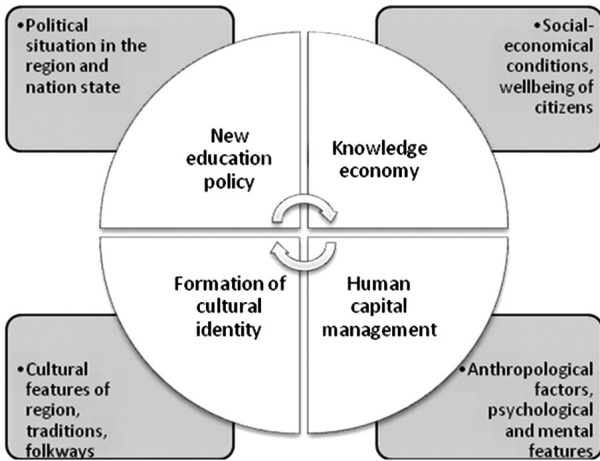 •Political
situation in the
region and
nation state
•Social-
economical
conditions,
wellbeing of
citizens
New
education
policy
Knowledge
economy
Formation of
cultural
identity
Human
capital
management
•Cultural
features of
region,
traditions,
folkways
•Anthropological
factors,
psychological
and mental
features